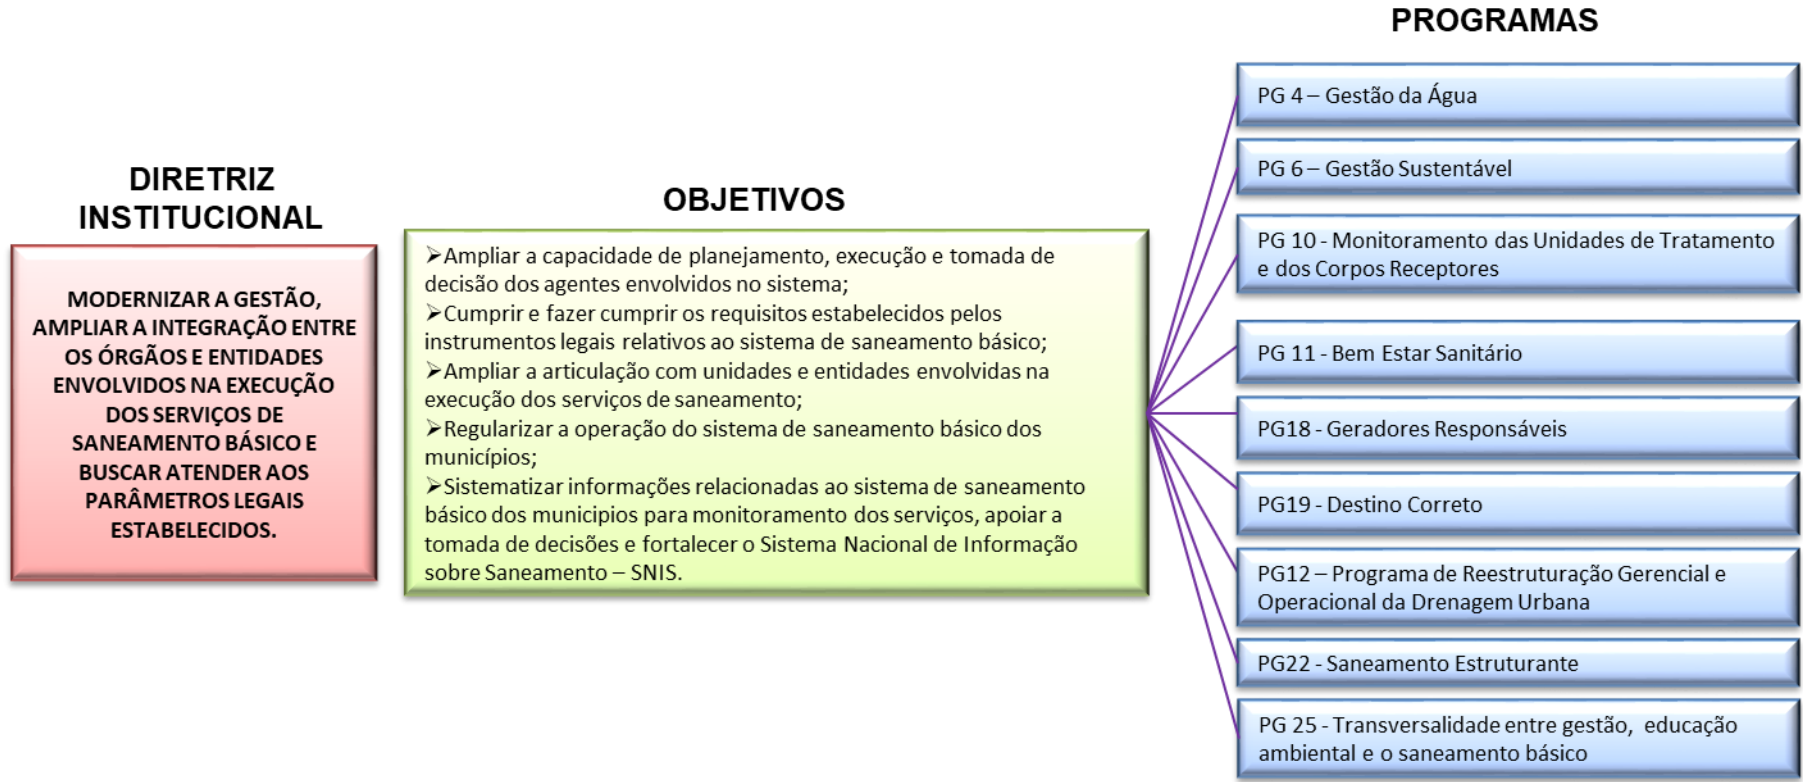 DIRETRIZ
INSTITUCIONAL
MODERNIZAR A GESTÃO,
AMPLIAR A INTEGRAÇÃO ENTRE
OS ÓRGÃOS E ENTIDADES
ENVOLVIDOS NA EXECUÇÃO
DOS SERVIÇOS DE
SANEAMENTO BÁSICO E
BUSCAR ATENDER AOS
PARÂMETROS LEGAIS
ESTABELECIDOS.
OBJETIVOS
➢Ampliar a capacidade de planejamento, execução e tomada de
decisão dos agentes envolvidos no sistema;
➢Cumprir e fazer cumprir os requisitos estabelecidos pelos
instrumentos legais relativos ao sistema de saneamento básico;
➢Ampliar a articulação com unidades e entidades envolvidas na
execução dos serviços de saneamento;
➢Regularizar a operação do sistema de saneamento básico dos
municípios;
➢Sistematizar informações relacionadas ao sistema de saneamento
básico dos municipios para monitoramento dos serviços, apoiar a
tomada de decisões e fortalecer o Sistema Nacional de Informação
sobre Saneamento – SNIS.
PROGRAMAS
PG 4 – Gestão da Água
PG 6 – Gestão Sustentável
PG 10 - Monitoramento das Unidades de Tratamento
e dos Corpos Receptores
PG 11 - Bem Estar Sanitário
PG18 - Geradores Responsáveis
PG19 - Destino Correto
PG12 – Programa de Reestruturação Gerencial e
Operacional da Drenagem Urbana
PG22 - Saneamento Estruturante
PG 25 - Transversalidade entre gestão, educação
ambiental e o saneamento básico